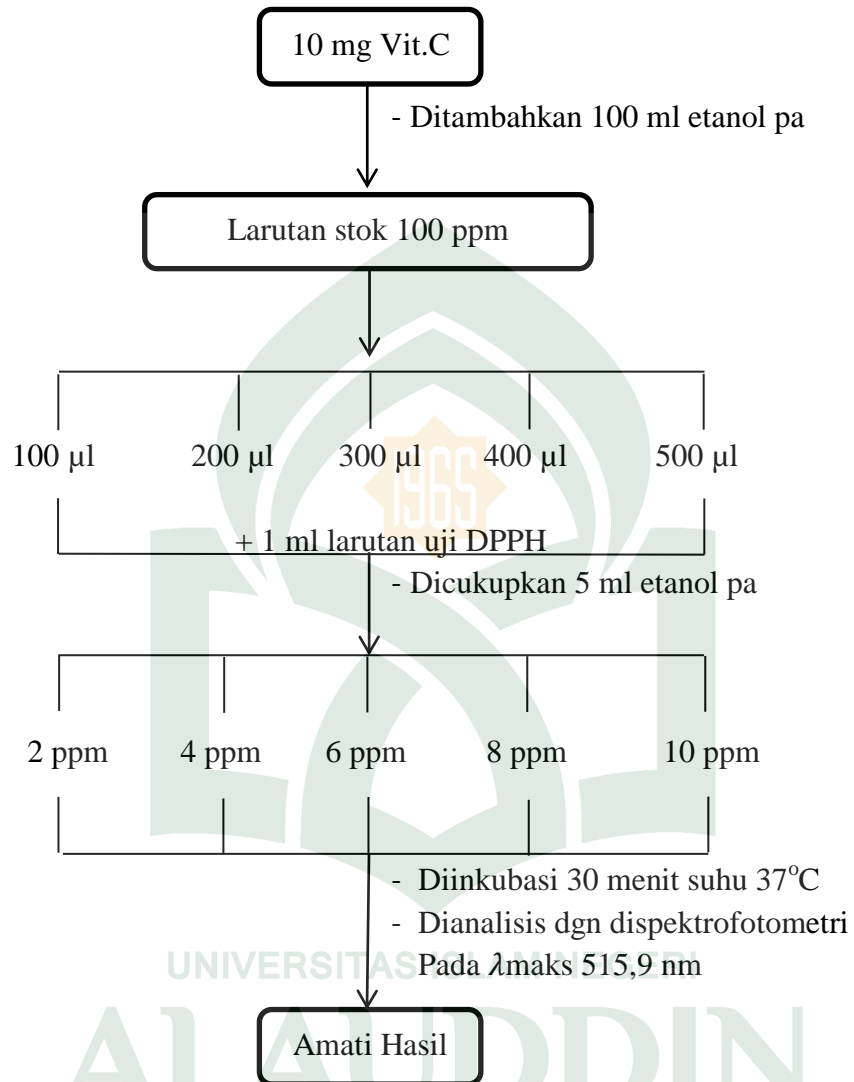 10 mg Vit.C
- Ditambahkan 100 ml etanol pa
Larutan stok 100 ppm
100 µl 200 µl 300 µl 400 µl 500 µl
1965
+ 1 ml larutan uji DPPH
- Dicukupkan 5 ml etanol pa
2 ppm 4 ppm 6 ppm 8 ppm 10 ppm
- Diinkubasi 30 menit suhu 37°C
- Dianalisis dgn dispektrofotometri
Pada λmaks 515,9 nm
UNIVERSITAS ISLAM NEGERI
ALAUDDIN
Amati Hasil